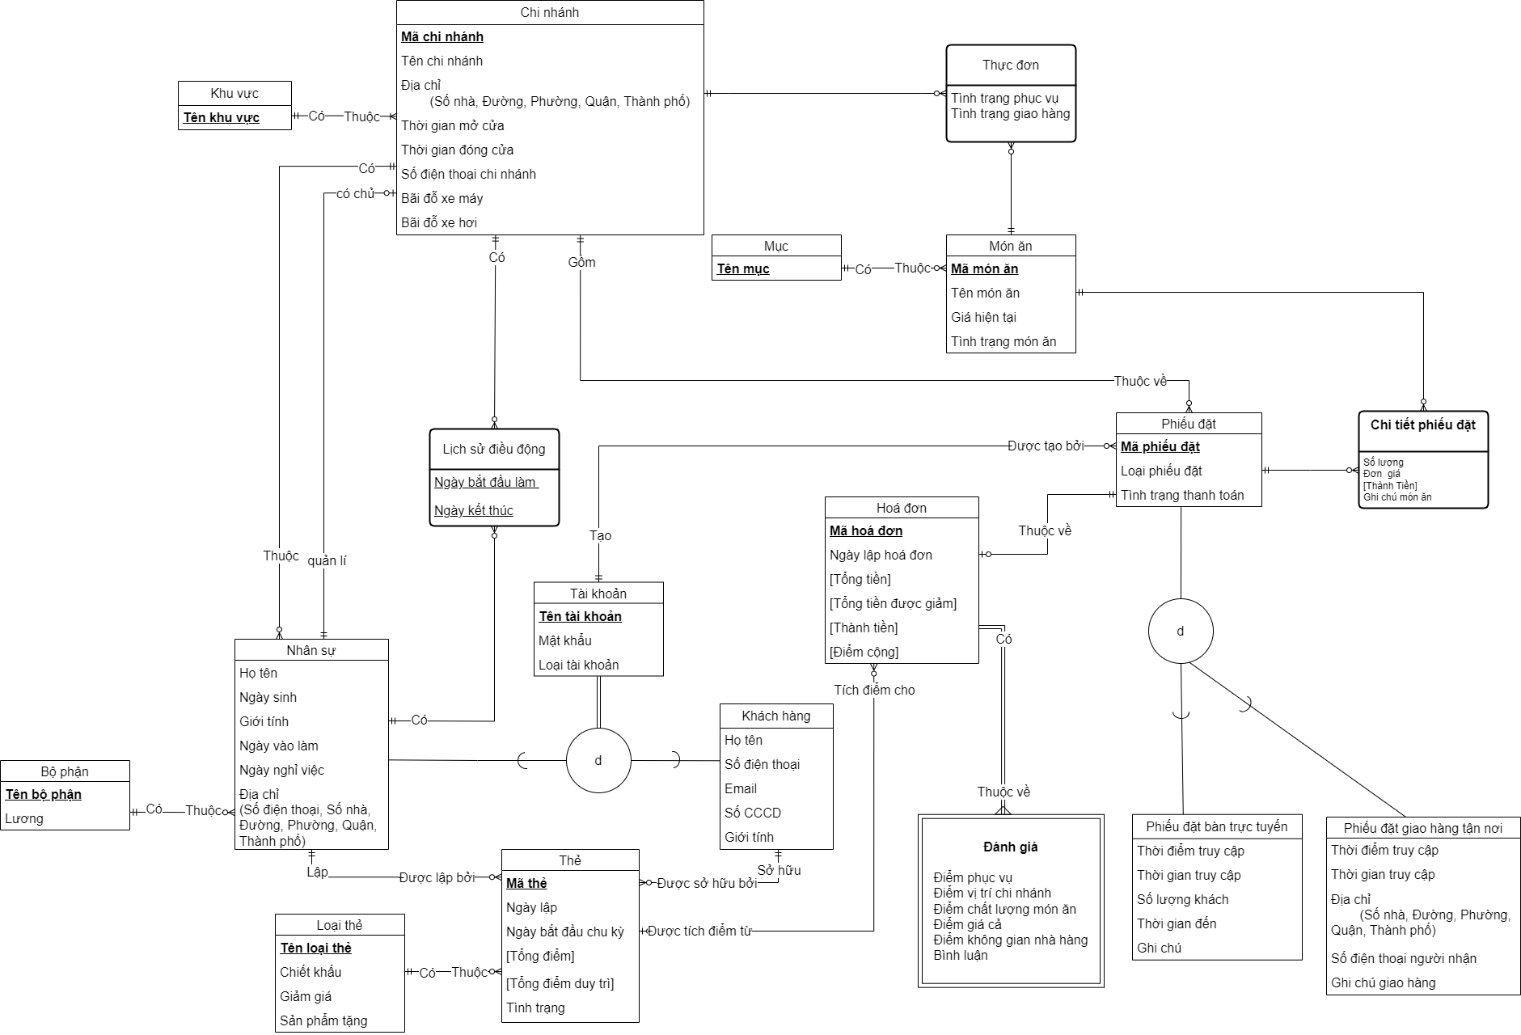 Chi nhánh
Mã chi nhánh
Tên chi nhánh
Địa chỉ
(Số nhà, Đường, Phường, Quận, Thành phố)
Thời gian mở cửa
Thời gian đóng cửa
Số điện thoại chi nhánh
Bãi đỗ xe máy
Bãi đỗ xe hơi
Khu vực
Tên khu vực
Có
Thuộc
Có
có chủ
Thực đơn
Tình trạng phục vụ
Tình trạng giao hàng
Có
Gồm
Mục
Tên mục
Có
Thuộc
Món ăn
Mã món ăn
Tên món ăn
Giá hiện tại
Tình trạng món ăn
Thuộc về
Lịch sử điều động
Ngày bắt đầu làm
Ngày kết thúc
Được tạo bởi
Phiếu đặt
Mã phiếu đặt
Loại phiếu đặt
Tình trạng thanh toán
Chi tiết phiếu đặt
Số lượng
Đơn giá
[Thành Tiền]
Ghi chú món ăn
Thuộc
quản lí
Tạo
Hoá đơn
Mã hoá đơn
Ngày lập hoá đơn
[Tổng tiền]
[Tổng tiền được giảm]
[Thành tiền]
[Điểm cộng]
Thuộc về
Có
d
Tài khoản
Tên tài khoản
Mật khẩu
Loại tài khoản
Nhân sự
Họ tên
Ngày sinh
Giới tính
Ngày vào làm
Ngày nghỉ việc
Địa chỉ
(Số điện thoại, Số nhà,
Đường, Phường, Quận,
Thành phố)
Có
d
Tích điểm cho
Khách hàng
Họ tên
Số điện thoại
Email
Số CCCD
Giới tính
Bộ phận
Tên bộ phận
Lương
Có
Thuộc
Thuộc về
Đánh giá
Điểm phục vụ
Điểm vị trí chi nhánh
Điểm chất lượng món ăn
Điểm giá cả
Điểm không gian nhà hàng
Bình luận
Phiếu đặt bàn trực tuyến
Thời điểm truy cập
Thời gian truy cập
Số lượng khách
Thời gian đến
Ghi chú
Phiếu đặt giao hàng tận nơi
Thời điểm truy cập
Thời gian truy cập
Địa chỉ
(Số nhà, Đường, Phường,
Quận, Thành phố)
Số điện thoại người nhận
Ghi chú giao hàng
Lập
Được lập bởi
Thẻ
Mã thẻ
Ngày lập
Ngày bắt đầu chu kỳ
[Tổng điểm]
[Tổng điểm duy trì]
Tình trạng
Sở hữu
Được sở hữu bởi
Được tích điểm từ
Loại thẻ
Tên loại thẻ
Chiết khấu
Giảm giá
Sản phẩm tặng
Có
Thuộc